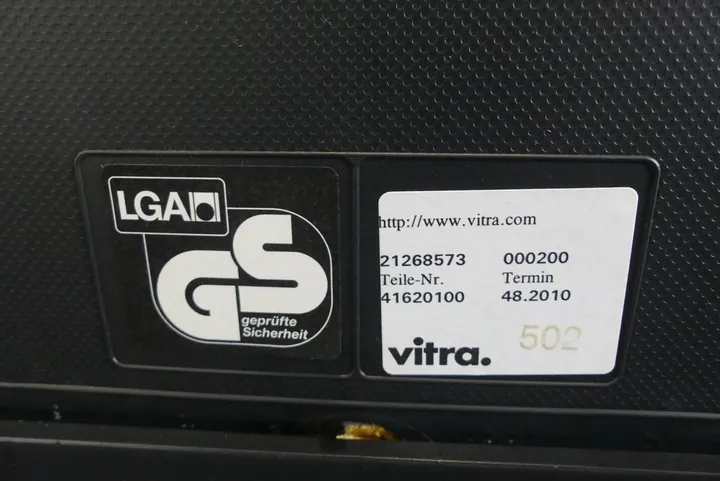 LGA
GS
geprüfte
Sicherheit
http://www.vitra.com
21268573 000200
Teile-Nr. Termin
41620100 48.2010
502
vitra.